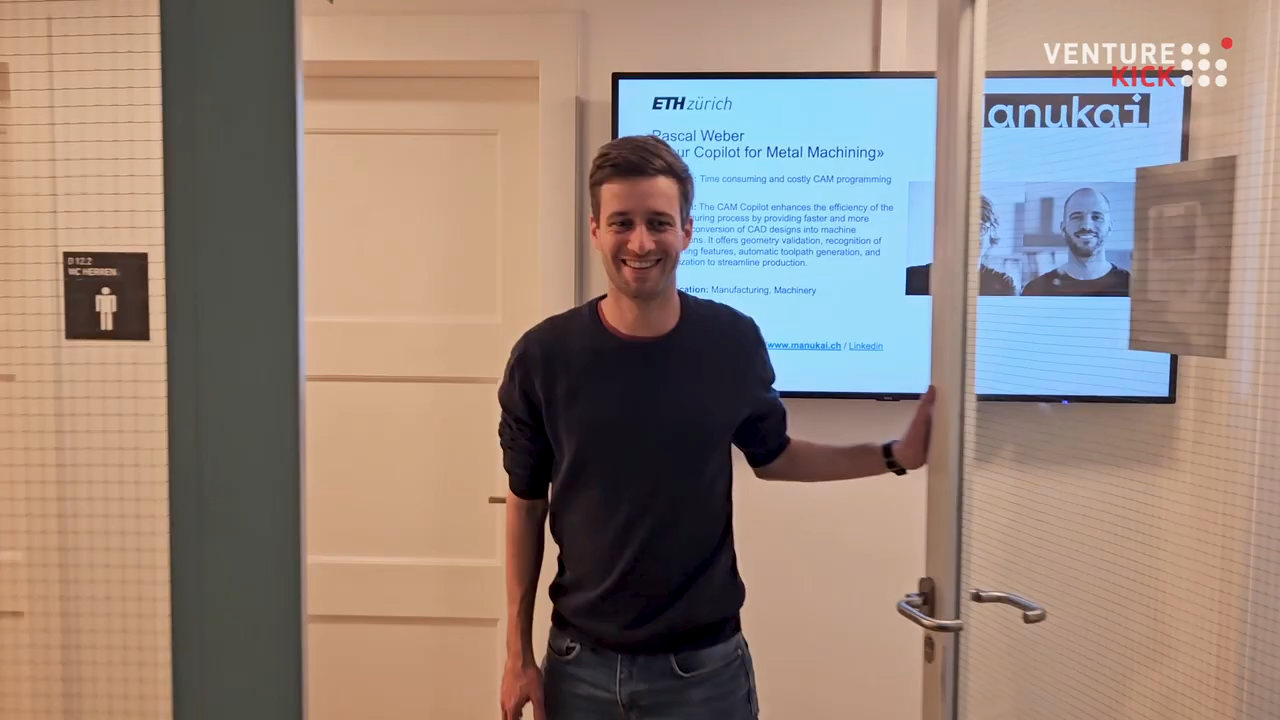 VENTURE
KICK
ETH zürich
anukai
Pascal Weber
Copilot for Metal Machining»
: Time consuming and costly CAM programming
: The CAM Copilot enhances the efficiency of the
process by providing faster and more
conversion of CAD designs into machine
It offers geometry validation, recognition of
features, automatic toolpath generation, and
to streamline production.
Manufacturing, Machinery
www.manukai.ch / Linkedin
D 12.2
WC HERREN